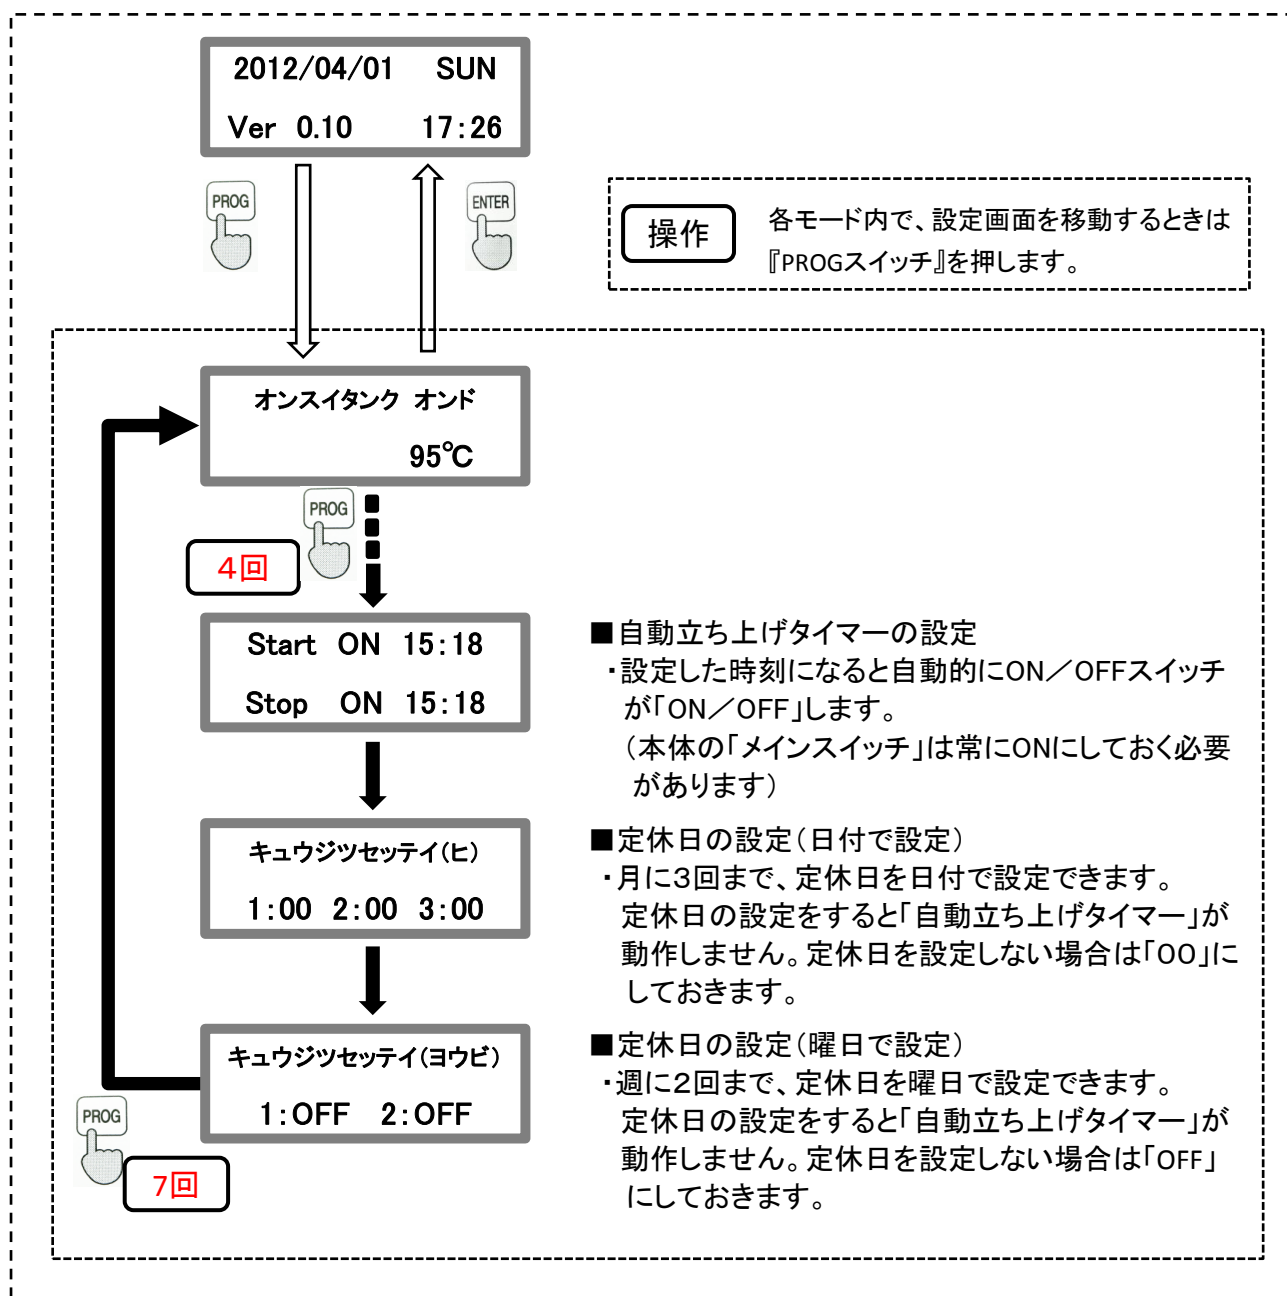 2012/04/01 SUN
Ver 0.10 17:26
PROG
ENTER
操作
各モード内で、設定画面を移動するときは
『PROGスイッチ』を押します。
オンスイタンク オンド
95℃
PROG
4回
Start ON 15:18
Stop ON 15:18
■自動立ち上げタイマーの設定
・設定した時刻になると自動的にON／OFFスイッチ
が「ON／OFF」します。
（本体の「メインスイッチ」は常にONにしておく必要
があります）
キュウジツセッテイ(ヒ)
1:00 2:00 3:00
■定休日の設定（日付で設定）
・月に３回まで、定休日を日付で設定できます。
定休日の設定をすると「自動立ち上げタイマー」が
動作しません。定休日を設定しない場合は「00」に
しておきます。
キュウジツセッテイ(ヨウビ)
1:OFF 2:OFF
■定休日の設定（曜日で設定）
・週に２回まで、定休日を曜日で設定できます。
定休日の設定をすると「自動立ち上げタイマー」が
動作しません。定休日を設定しない場合は「OFF」
にしておきます。
PROG
7回